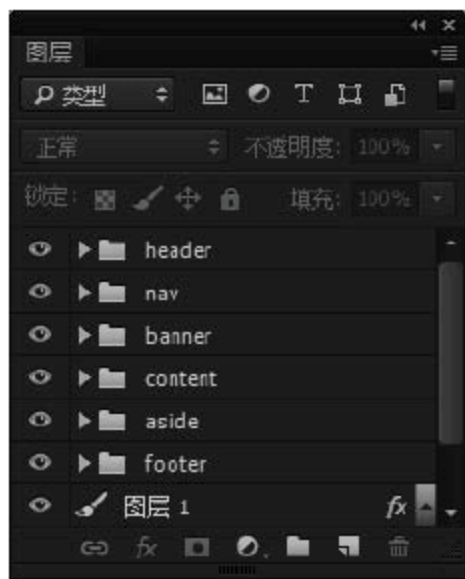 图层
类型
正常 不透明度: 100%
锁定: 填充: 100%
header
nav
banner
content
aside
footer
图层 1 fx
fx